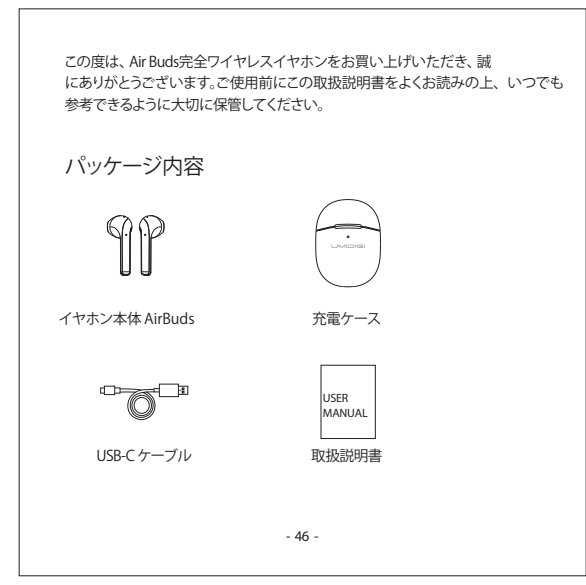 この度は、Air Buds完全ワイヤレスイヤホンをお買い上げいただき、誠
にありがとうございます。ご使用前にこの取扱説明書をよくお読みの上、いつでも
参考できるように大切に保管してください。
パッケージ内容
UMIDIGI
イヤホン本体 AirBuds
充電ケース
USER
MANUAL
USB-C ケーブル
取扱説明書
- 46 -